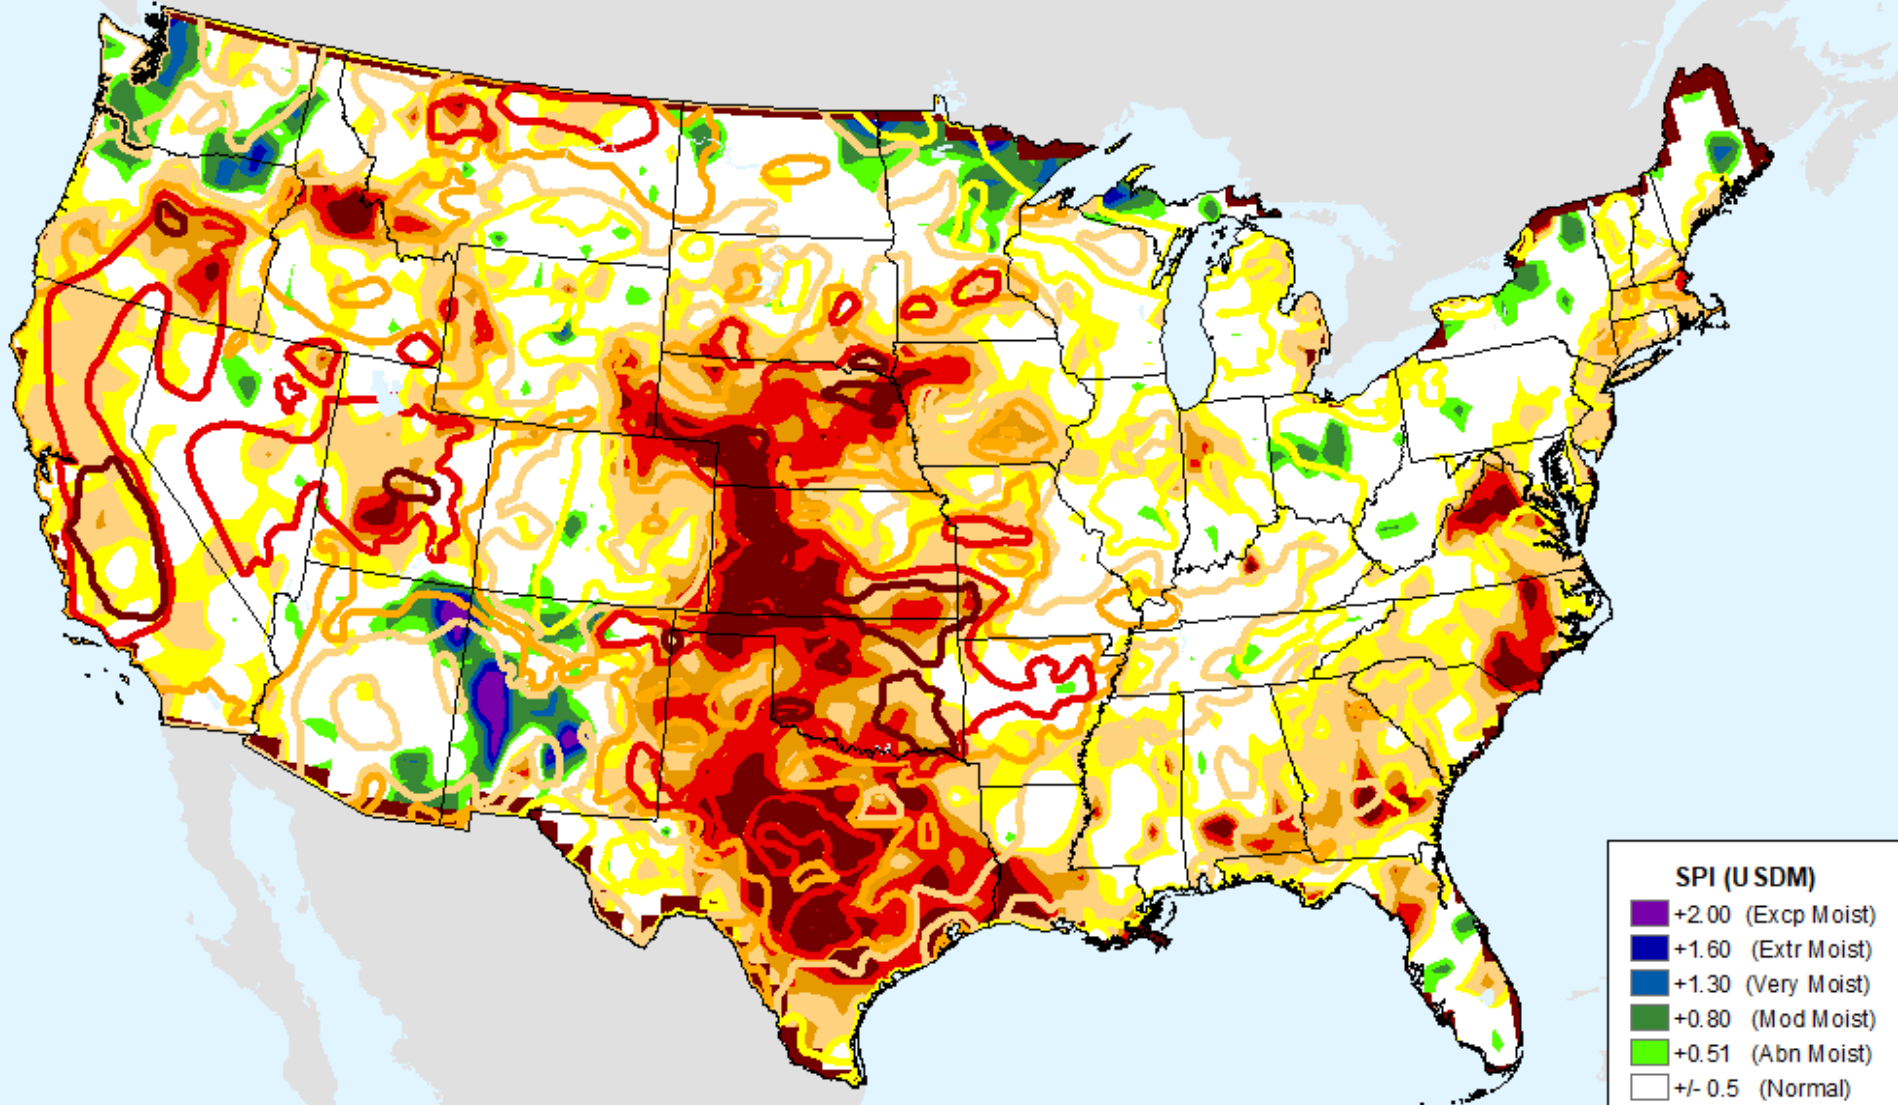 SPI (USDM)
+2.00 (Excp Moist)
+1.60 (Extr Moist)
+1.30 (Very Moist)
+0.80 (Mod Moist)
+0.51 (Abn Moist)
+/- 0.5 (Normal)